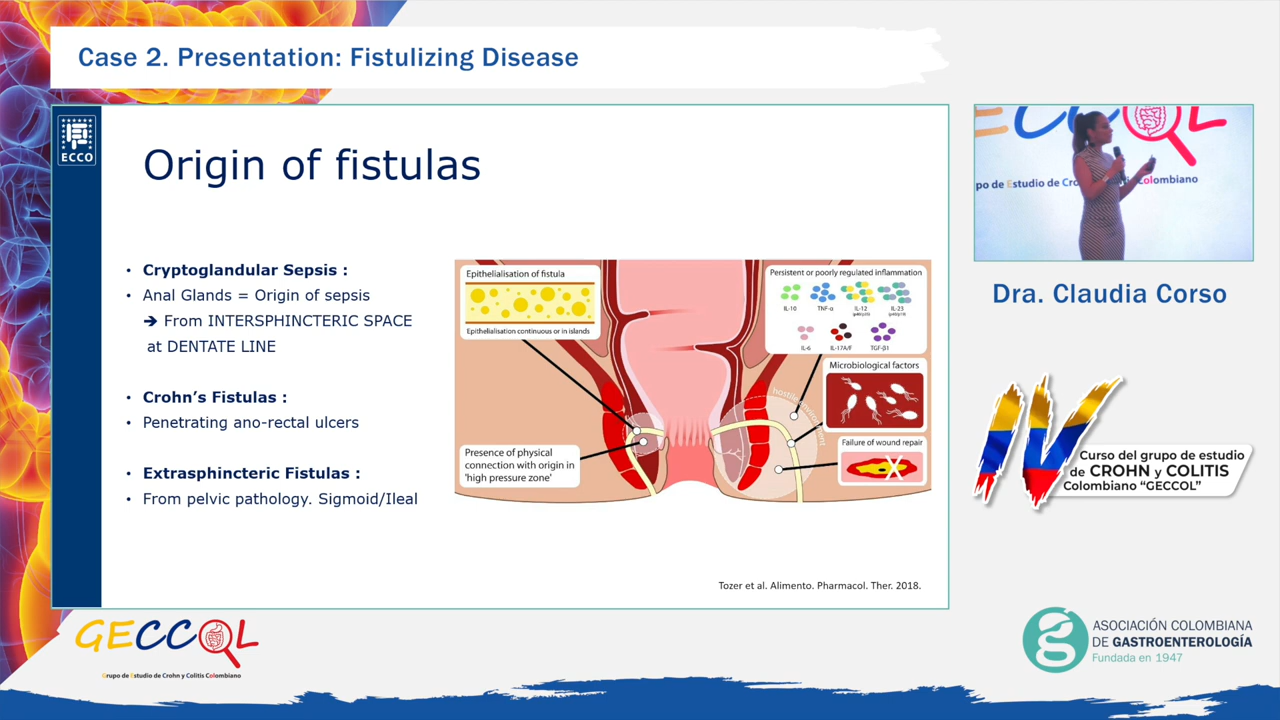 Case 2. Presentation: Fistulizing Disease
ECCO
Origin of fistulas
• Cryptoglandular Sepsis :
• Anal Glands = Origin of sepsis
➔ From INTERSPHINCTERIC SPACE
at DENTATE LINE
• Crohn's Fistulas :
• Penetrating ano-rectal ulcers
• Extrasphincteric Fistulas :
• From pelvic pathology. Sigmoid/Ileal
Epithelialisation of fistula
Epithelialisation continuous or in islands
Presence of physical
connection with origin in
'high pressure zone'
Persistent or poorly regulated inflammation
IL-10 TNF-α IL-12 IL-23
IL-6 IL-17A/F TGF-β1
Microbiological factors
hostile environment
Failure of wound repair
Tozer et al. Alimento. Pharmacol. Ther. 2018.
po de Estudio de Cro Colombiano
Dra. Claudia Corso
IV
Curso del grupo de estudio
de CROHN y COLITIS
Colombiano "GECCOL"
GECCOL
Grupo de Estudio de Crohn y Colitis Colombiano
ASOCIACIÓN COLOMBIANA
DE GASTROENTEROLOGÍA
Fundada en 1947